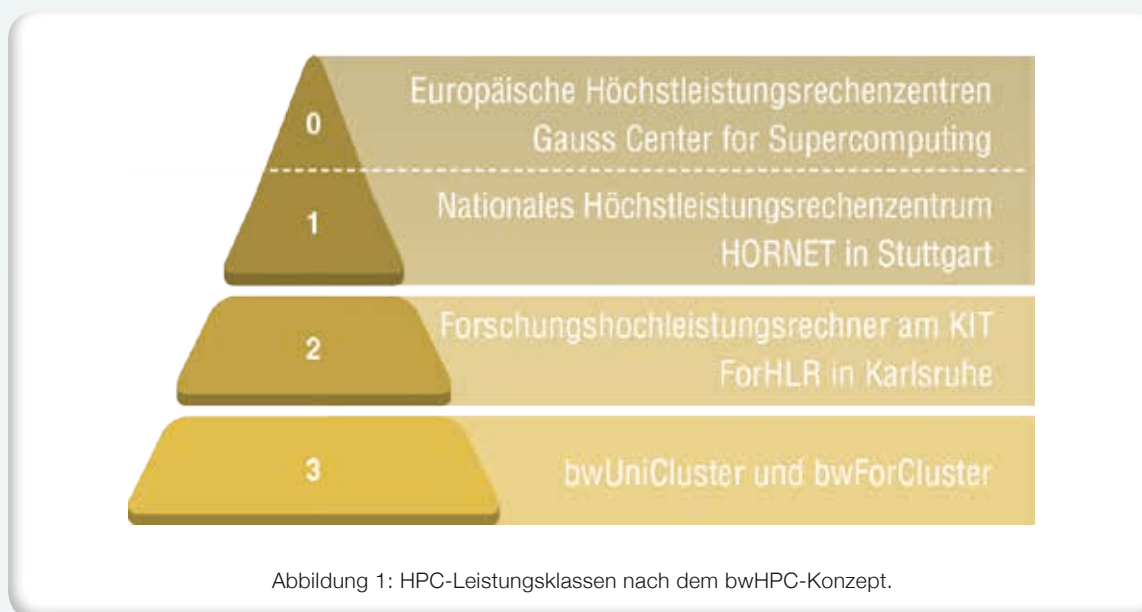 0
Europäische Höchstleistungsrechenzentren
Gauss Center for Supercomputing
1
Nationales Höchstleistungsrechenzentrum
HORNET in Stuttgart
2
Forschungshochleistungsrechner am KIT
ForHLR in Karlsruhe
3
bwUniCluster und bwForCluster
Abbildung 1: HPC-Leistungsklassen nach dem bwHPC-Konzept.